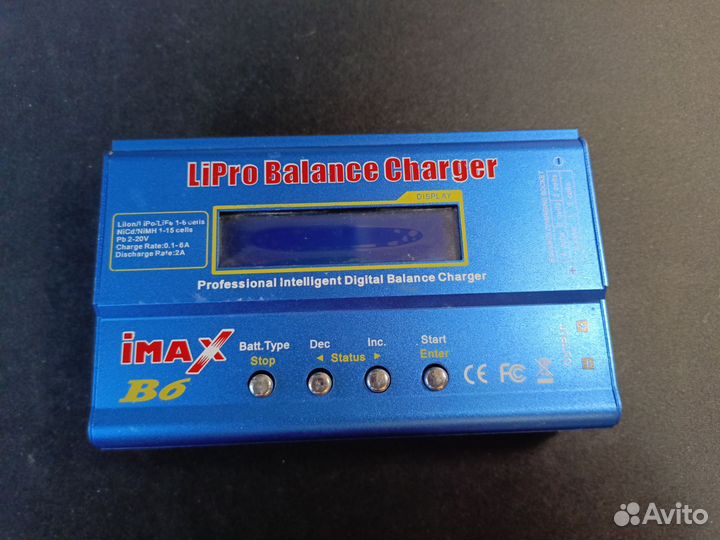 LiPro Balance Charger
DISPLAY
LiIon/LiPo/LiFe 1-6 cells
NiCd/NiMH 1-15 cells
Pb 2-20V
Charge Rate:0.1-6A
Discharge Rate:2A
Professional Intelligent Digital Balance Charger
iMAX
B6
Batt.Type
Stop
Dec
Inc.
◄ Status ►
Start
Enter
CE FC
Avito